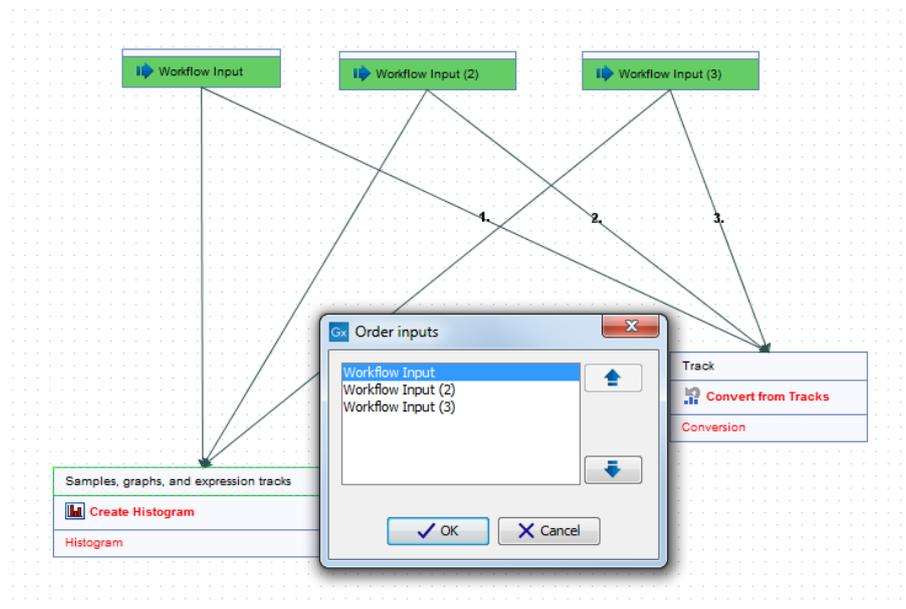 Workflow Input
Workflow Input (2)
Workflow Input (3)
1.
2.
3.
Gx Order inputs
Workflow Input
Workflow Input (2)
Workflow Input (3)
OK
Cancel
Track
Convert from Tracks
Conversion
Samples, graphs, and expression tracks
Create Histogram
Histogram